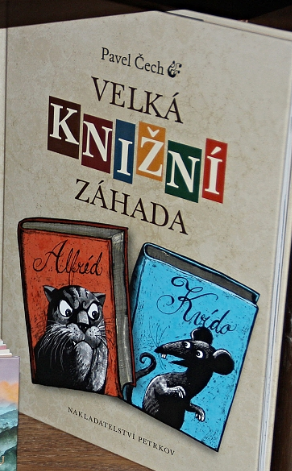 Pavel Čech
VELKÁ
KNIŽNÍ
ZÁHADA
Alfréd
Kvído
NAKLADATELSTVÍ PETRKOV